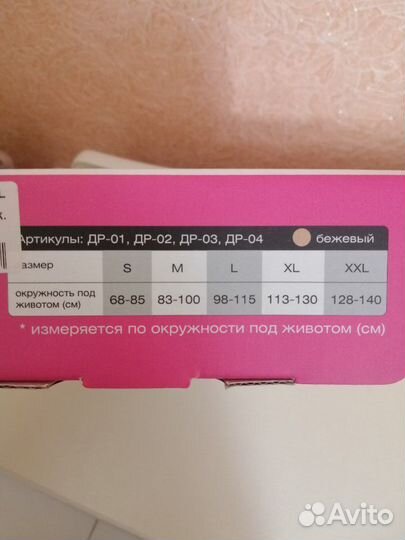 L
к.
Артикулы: ДР-01, ДР-02, ДР-03, ДР-04 бежевый
размер S M L XL XXL
окружность под животом (см) 68-85 83-100 98-115 113-130 128-140
* измеряется по окружности под животом (см)
Avito